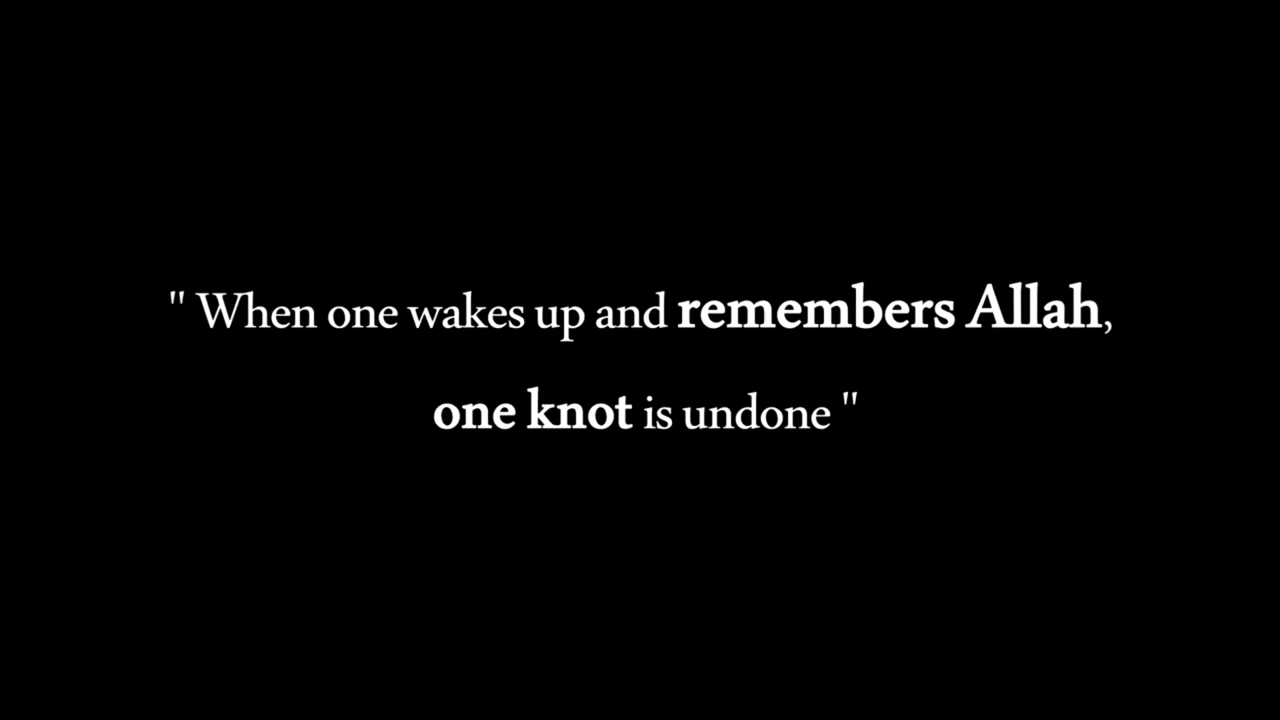 " When one wakes up and remembers Allah,
one knot is undone "